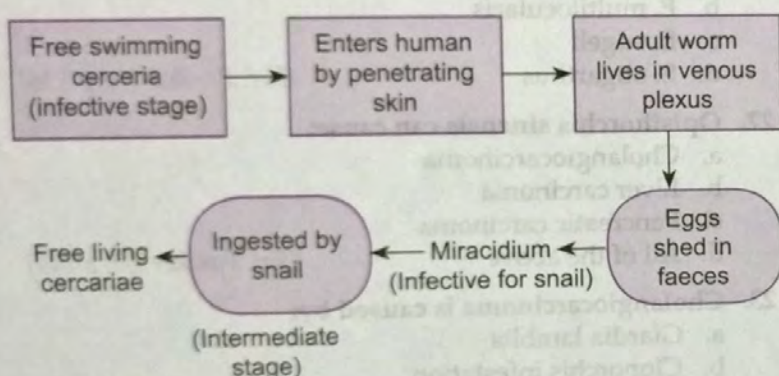 Free swimming
cerceria
(infective stage)
Enters human
by penetrating
skin
Adult worm
lives in venous
plexus
Eggs
shed in
faeces
Miracidium
(Infective for snail)
Ingested by
snail
(Intermediate
stage)
Free living
cercariae